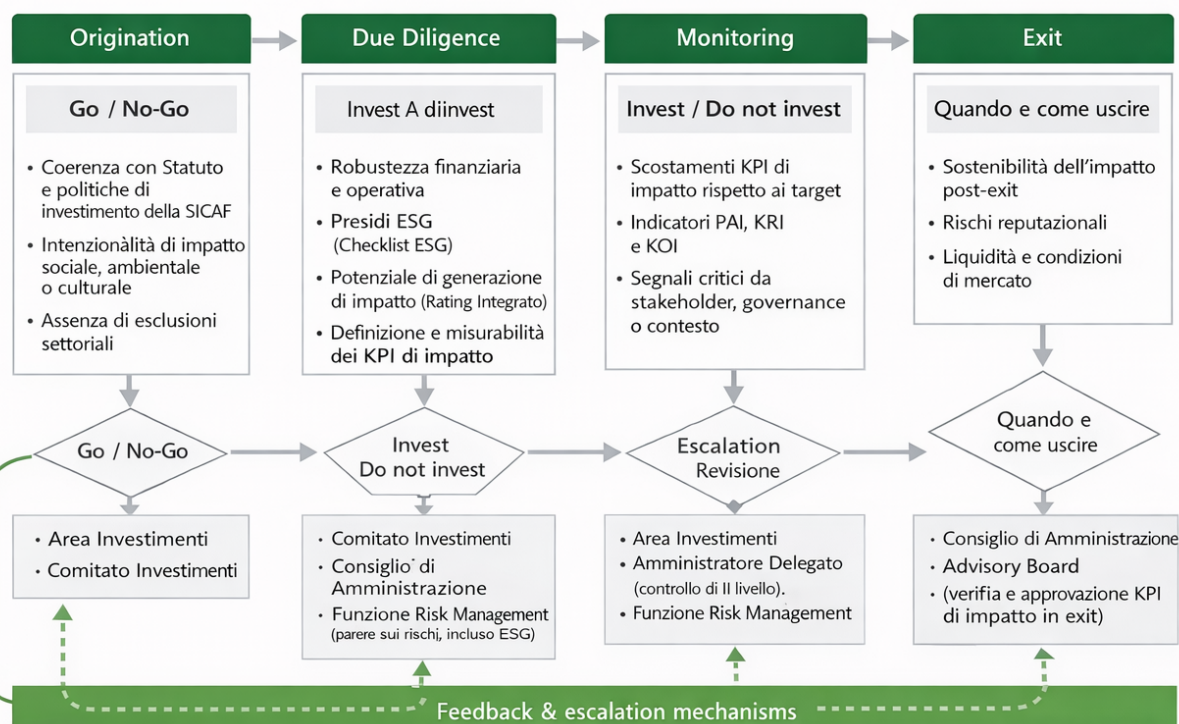 Origination
Go / No-Go
• Coerenza con Statuto
e politiche di
investimento della SICAF
• Intenzionàlità di impatto
sociale, ambientale
o culturale
• Assenza di esclusioni
settoriali
Go / No-Go
• Area Investimenti
• Comitato Investimenti
Due Diligence
Invest A diinvest
• Robustezza finanziaria
e operativa
• Presidi ESG
(Checklist ESG)
• Potenziale di generazione
di impatto (Rating Integrato)
• Definizione e misurabilità
dei KPI di impatto
Invest
Do not invest
• Comitato Investimenti
• Consiglio di
Amministrazione
• Funzione Risk Management
(parere sui rischj, incluso ESG)
Monitoring
Invest / Do not invest
• Scostamenti KPI di
impatto rispetto ai target
• Indicatori PAI, KRI
e KOI
• Segnali critici da
stakeholder, governance
o contesto
Escalation
Revisione
• Area Investimenti
• Amministratore Delegato
(controllo di II livello).
• Funzione Risk Management
Exit
Quando e come uscire
• Sostenibilità dell'impatto
post-exit
• Rischi reputazionali
• Liquidità e condizioni
di mercato
Quando e
come uscire
• Consiglio di Amministrazione
• Advisory Board
• (verifia e approvazione KPI
di impatto in exit)
Feedback & escalation mechanisms